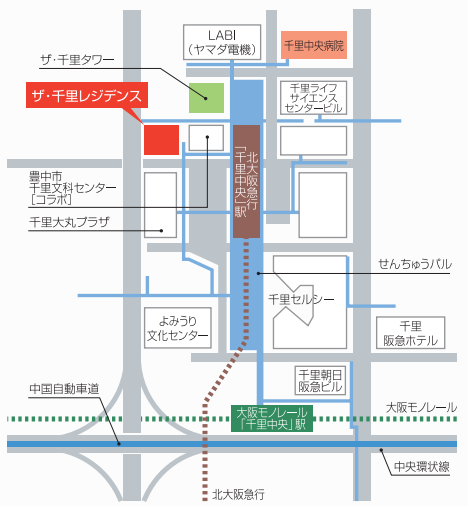 LABI
(ヤマダ電機)
千里中央病院
ザ・千里タワー
ザ・千里レジデンス
千里ライフ
サイエンス
センタービル
北大阪急行
「千里中央」駅
豊中市
千里文科センター
[コラボ]
千里大丸プラザ
せんちゅうパル
千里セルシー
よみうり
文化センター
千里
阪急ホテル
千里朝日
阪急ビル
中国自動車道
大阪モノレール
「千里中央」駅
大阪モノレール
中央環状線
北大阪急行